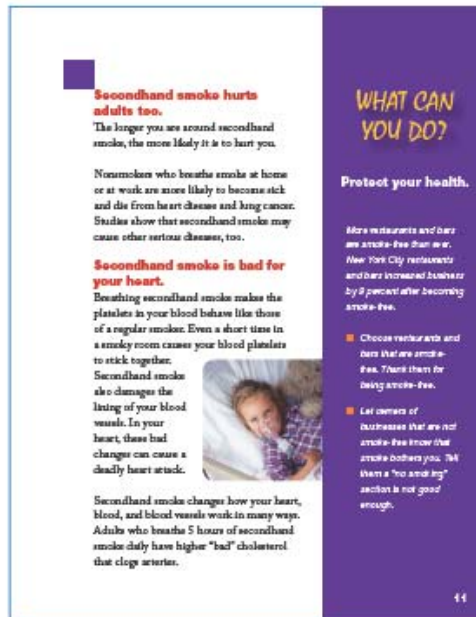 Secondhand smoke hurts
adults too.
The longer you are around secondhand
smoke, the more likely it is to hurt you.
Nonsmokers who breathe smoke at home
or at work are more likely to become sick
and die from heart disease and lung cancer.
Studies show that secondhand smoke may
cause other serious diseases, too.
Secondhand smoke is bad for
your heart.
Breathing secondhand smoke makes the
platelets in your blood behave like those
of a regular smoker. Even a short time in
a smoky room causes your blood platelets
to stick together.
Secondhand smoke
also damages the
lining of your blood
vessels. In your
heart, these bad
changes can cause a
deadly heart attack.
Secondhand smoke changes how your heart,
blood, and blood vessels work in many ways.
Adults who breathe 5 hours of secondhand
smoke daily have higher "bad" cholesterol
that clogs arteries.
WHAT CAN
YOU DO?
Protect your health.
More restaurants and bars
are smoke-free than ever.
New York City restaurants
and bars increased business
by 9 percent after becoming
smoke-free.
Choose restaurants and
bars that are smoke-
free. Thank them for
being smoke-free.
Let owners of
businesses that are not
smoke-free know that
smoke bothers you. Tell
them a "no smoking"
section is not good
enough.
11